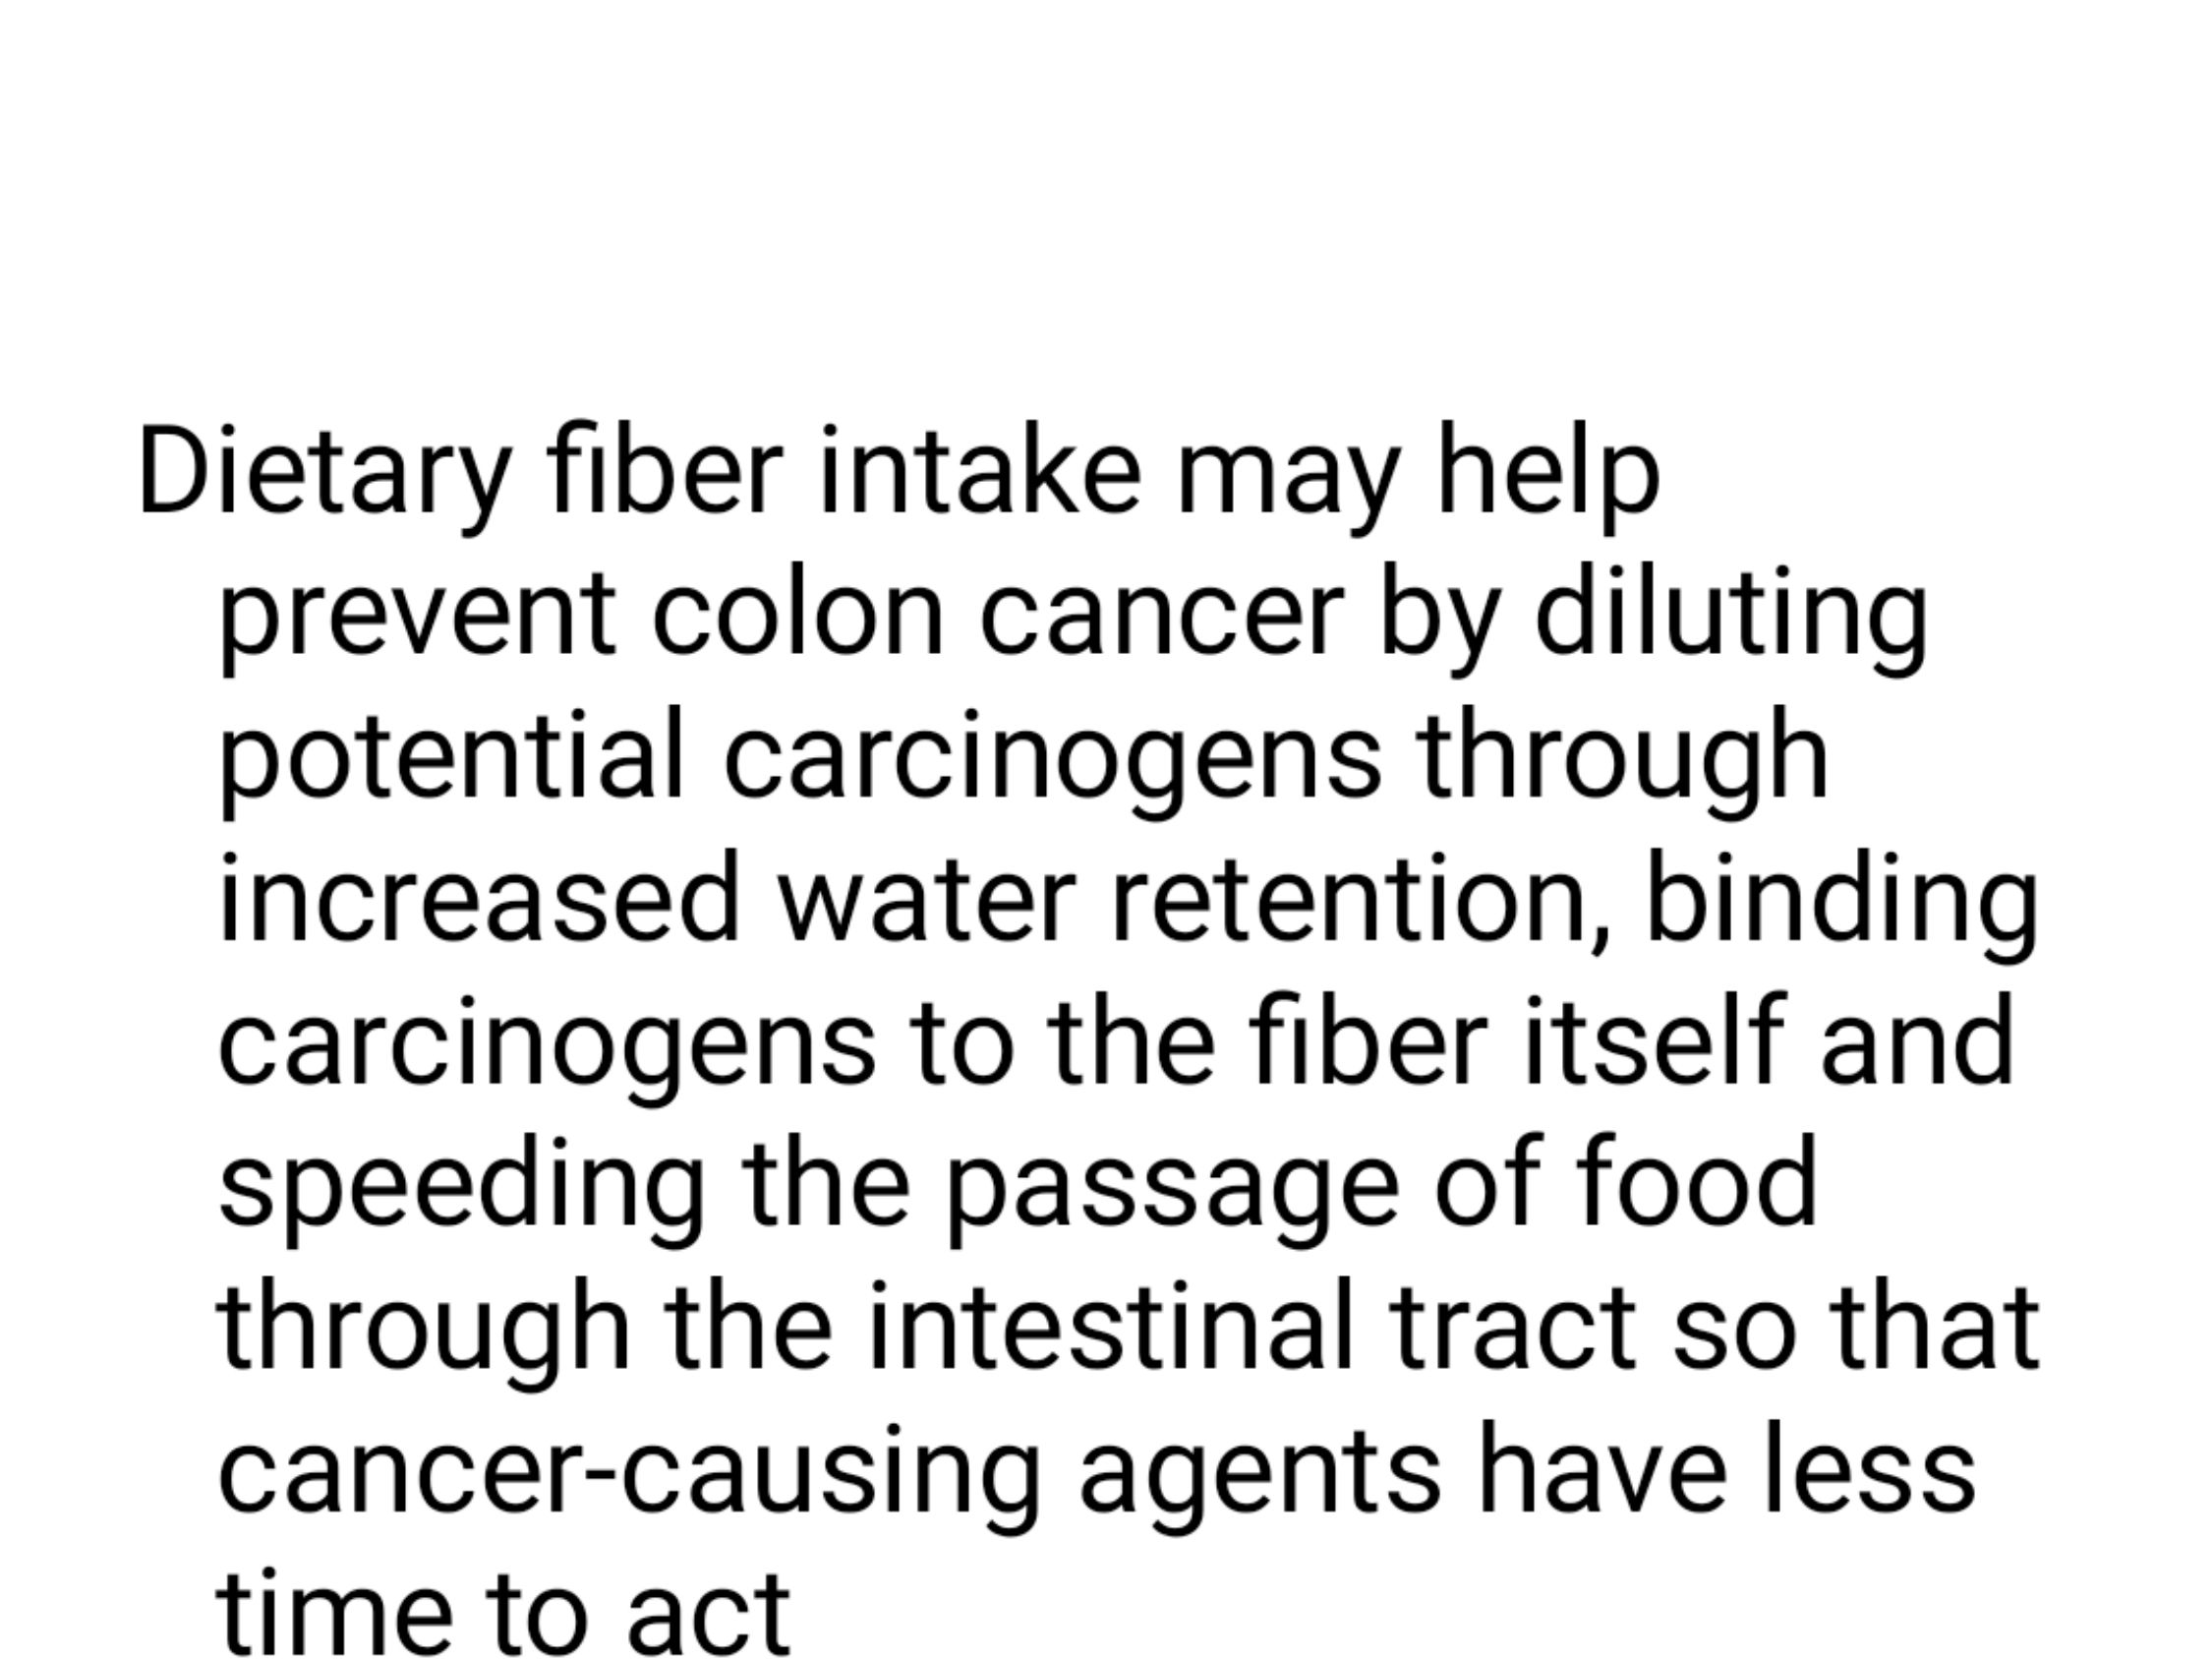 Dietary fiber intake may help
prevent colon cancer by diluting
potential carcinogens through
increased water retention, binding
carcinogens to the fiber itself and
speeding the passage of food
through the intestinal tract so that
cancer-causing agents have less
time to act